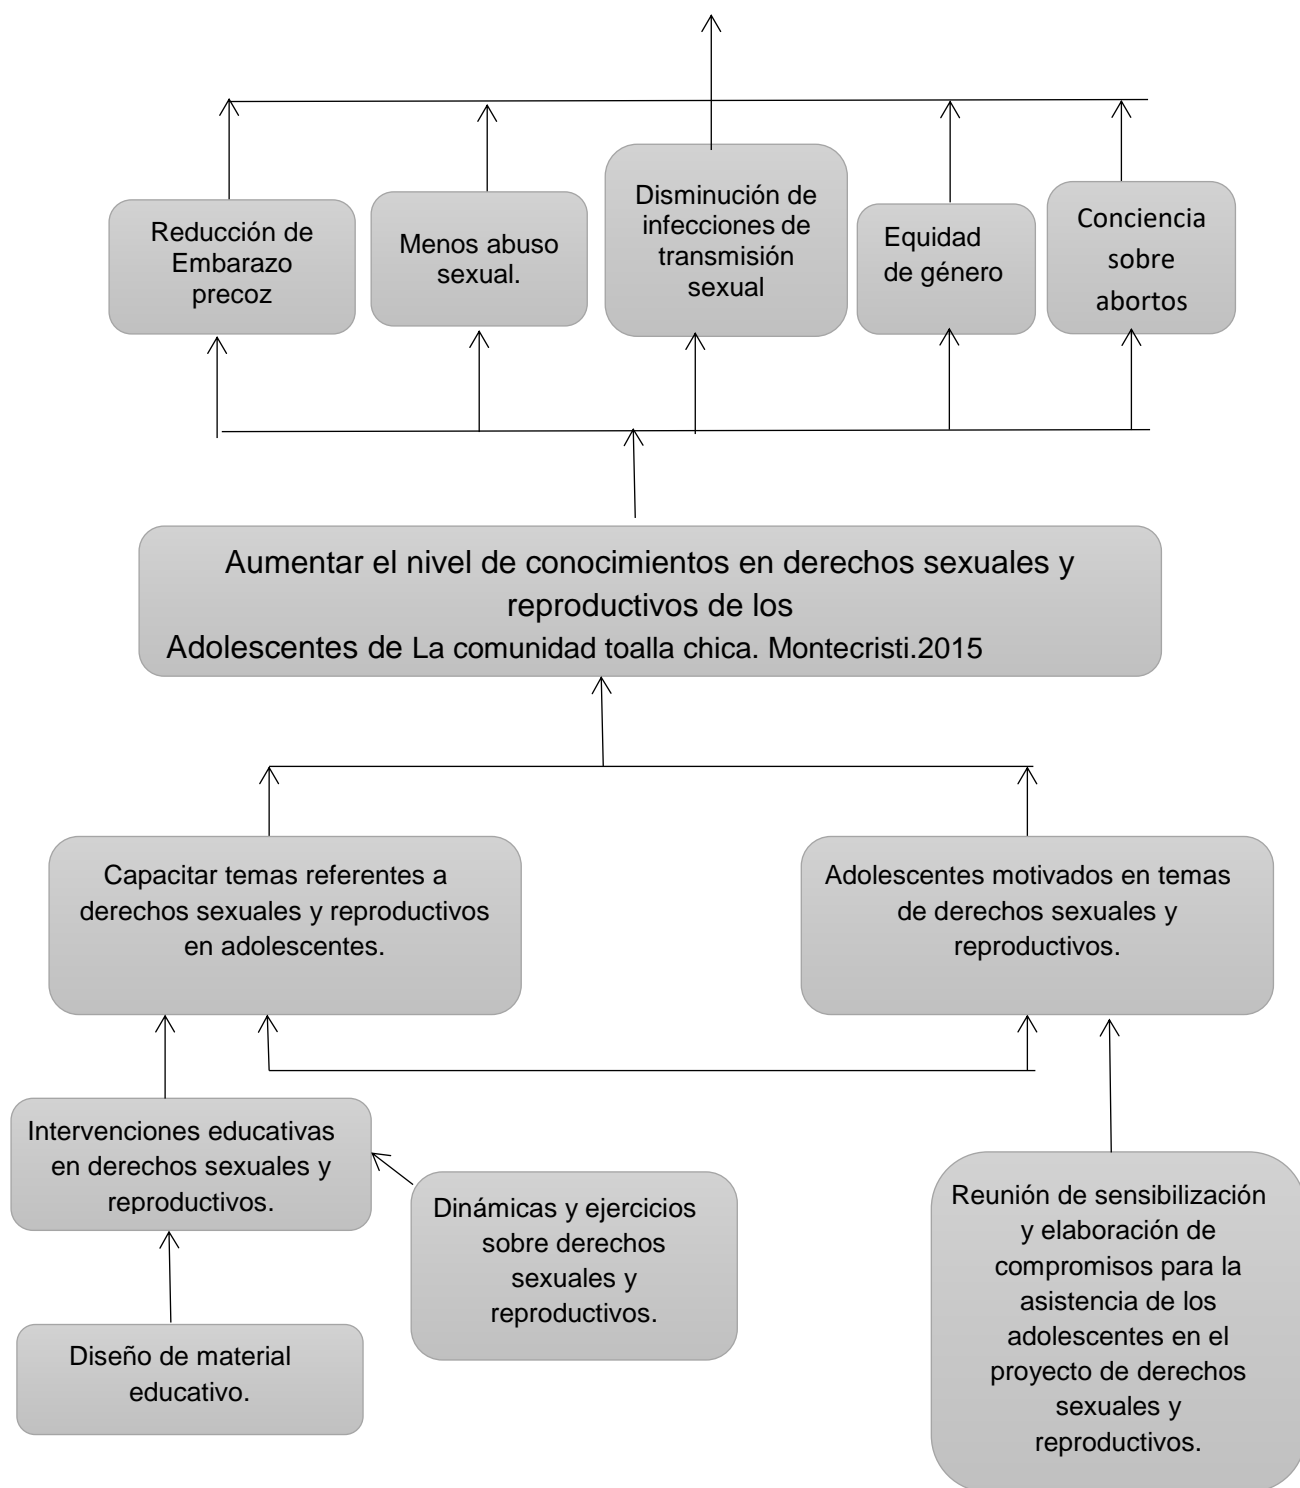 Reducción de
Embarazo
precoz
Menos abuso
sexual.
Disminución de
infecciones de
transmisión
sexual
Equidad
de género
Conciencia
sobre
abortos
Aumentar el nivel de conocimientos en derechos sexuales y
reproductivos de los
Adolescentes de La comunidad toalla chica. Montecristi.2015
Capacitar temas referentes a
derechos sexuales y reproductivos
en adolescentes.
Adolescentes motivados en temas
de derechos sexuales y
reproductivos.
Intervenciones educativas
en derechos sexuales y
reproductivos.
Dinámicas y ejercicios
sobre derechos
sexuales y
reproductivos.
Diseño de material
educativo.
Reunión de sensibilización
y elaboración de
compromisos para la
asistencia de los
adolescentes en el
proyecto de derechos
sexuales y
reproductivos.